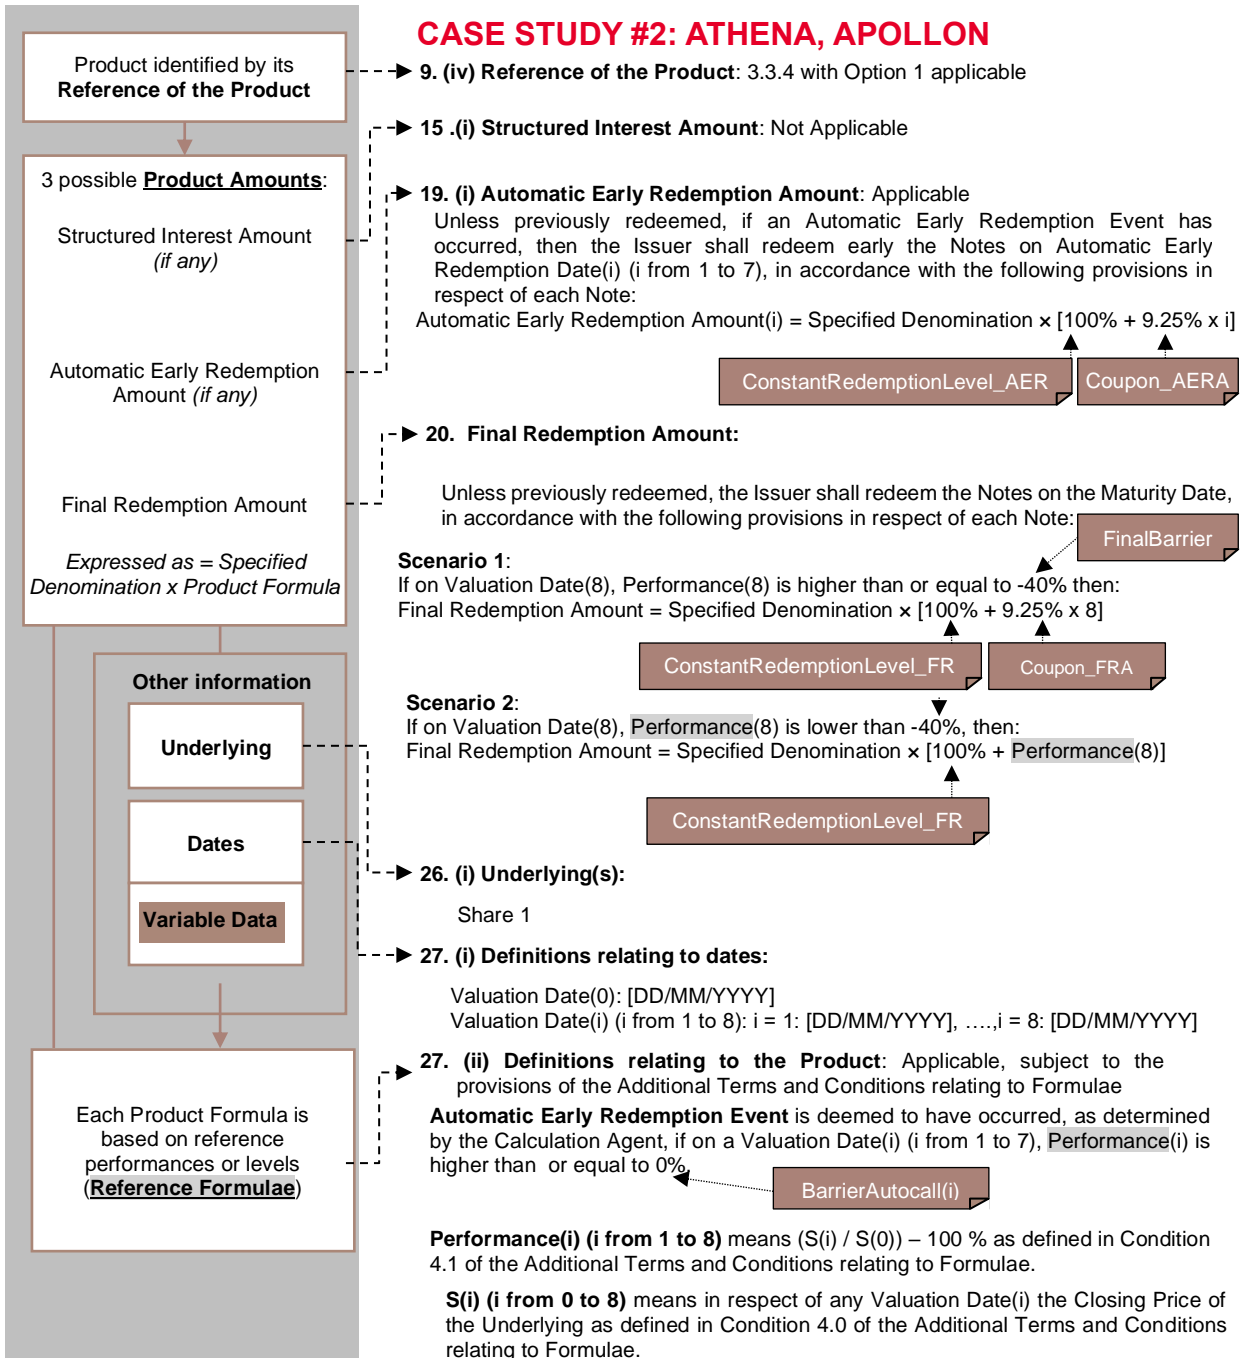 CASE STUDY #2: ATHENA, APOLLON
Product identified by its
Reference of the Product
9. (iv) Reference of the Product: 3.3.4 with Option 1 applicable
15 .(i) Structured Interest Amount: Not Applicable
3 possible Product Amounts:
Structured Interest Amount
(if any)
Automatic Early Redemption
Amount (if any)
Final Redemption Amount
Expressed as = Specified
Denomination x Product Formula
19. (i) Automatic Early Redemption Amount: Applicable
Unless previously redeemed, if an Automatic Early Redemption Event has
occurred, then the Issuer shall redeem early the Notes on Automatic Early
Redemption Date(i) (i from 1 to 7), in accordance with the following provisions in
respect of each Note:
Automatic Early Redemption Amount(i) = Specified Denomination × [100% + 9.25% x i]
ConstantRedemptionLevel_AER
Coupon_AERA
20. Final Redemption Amount:
Unless previously redeemed, the Issuer shall redeem the Notes on the Maturity Date,
in accordance with the following provisions in respect of each Note:
FinalBarrier
Scenario 1:
If on Valuation Date(8), Performance(8) is higher than or equal to -40% then:
Final Redemption Amount = Specified Denomination × [100% + 9.25% x 8]
ConstantRedemptionLevel_FR
Coupon_FRA
Scenario 2:
If on Valuation Date(8), Performance(8) is lower than -40%, then:
Final Redemption Amount = Specified Denomination × [100% + Performance(8)]
ConstantRedemptionLevel_FR
Other information
Underlying
Dates
Variable Data
26. (i) Underlying(s):
Share 1
27. (i) Definitions relating to dates:
Valuation Date(0): [DD/MM/YYYY]
Valuation Date(i) (i from 1 to 8): i = 1: [DD/MM/YYYY], ….,i = 8: [DD/MM/YYYY]
Each Product Formula is
based on reference
performances or levels
(Reference Formulae)
27. (ii) Definitions relating to the Product: Applicable, subject to the
provisions of the Additional Terms and Conditions relating to Formulae
Automatic Early Redemption Event is deemed to have occurred, as determined
by the Calculation Agent, if on a Valuation Date(i) (i from 1 to 7), Performance(i) is
higher than or equal to 0%.
BarrierAutocall(i)
Performance(i) (i from 1 to 8) means (S(i) / S(0)) – 100 % as defined in Condition
4.1 of the Additional Terms and Conditions relating to Formulae.
S(i) (i from 0 to 8) means in respect of any Valuation Date(i) the Closing Price of
the Underlying as defined in Condition 4.0 of the Additional Terms and Conditions
relating to Formulae.